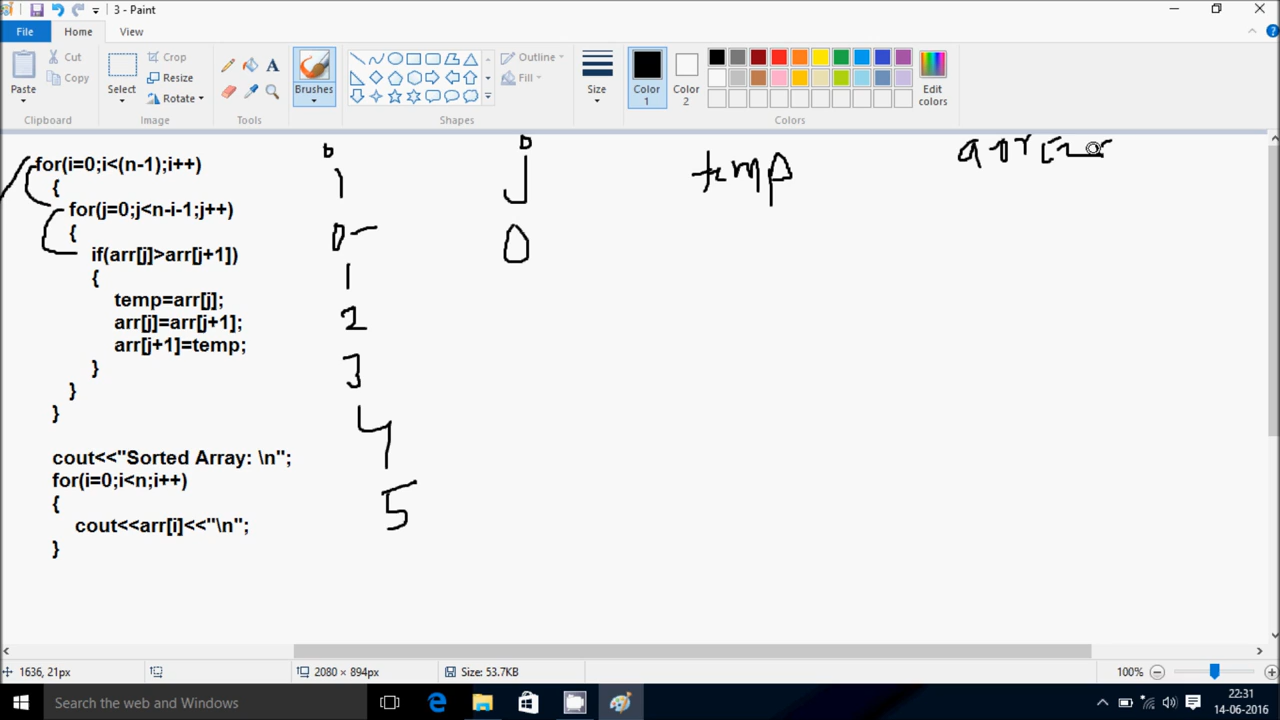 3 - Paint
File Home View
Paste
Cut
Copy
Clipboard
Select
Crop
Resize
Rotate
Image
A
Tools
Brushes
Outline
Fill
Shapes
Size
Color 1
Color 2
Edit colors
Colors
for(i=0;i<(n-1);i++)
{
for(j=0;j<n-i-1;j++)
{
if(arr[j]>arr[j+1])
{
temp=arr[j];
arr[j]=arr[j+1];
arr[j+1]=temp;
}
}
}
cout<<"Sorted Array: \n";
for(i=0;i<n;i++)
{
cout<<arr[i]<<"\n";
}
i
0
1
2
3
4
5
j
0
temp
1636, 21px
2080 × 894px
Size: 53.7KB
100%
Search the web and Windows
22:31
14-06-2016